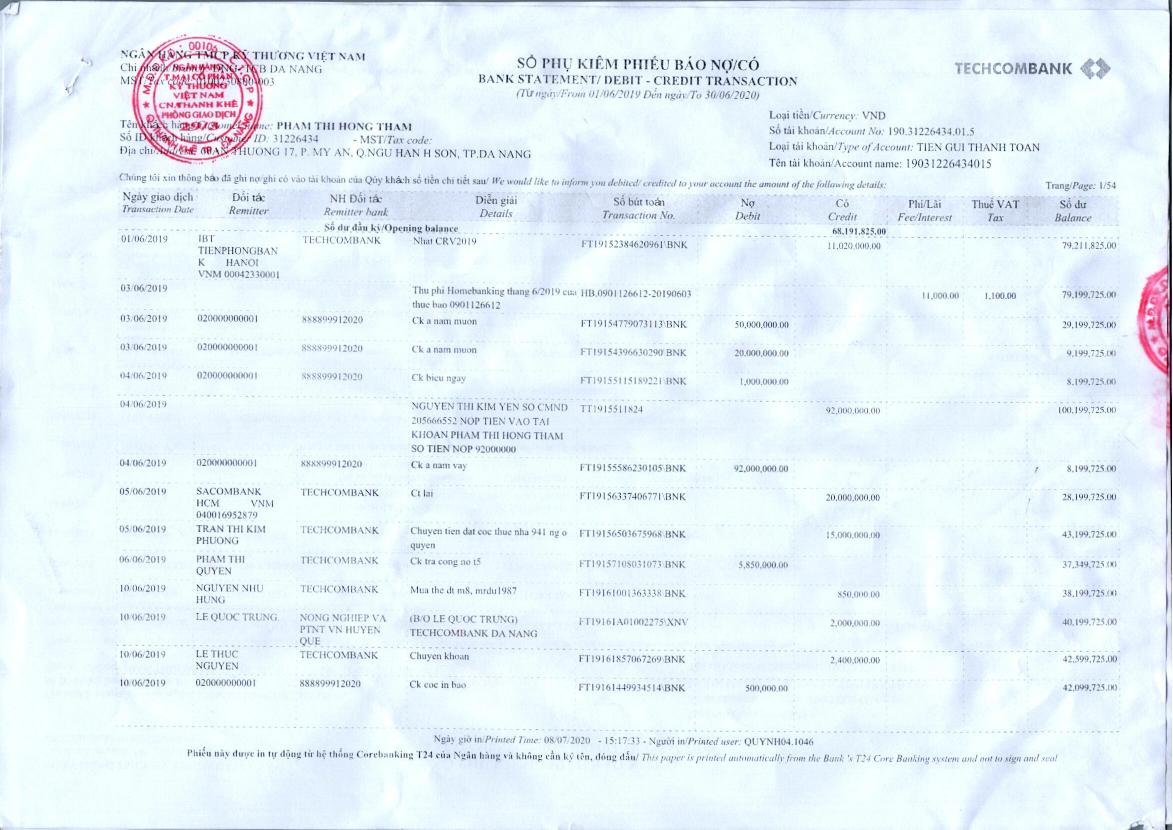 NGÂN HÀNG TMCP KỸ THƯƠNG VIỆT NAM
TCB DA NANG
SỔ PHỤ KIÊM PHIẾU BÁO NỢ/CÓ
BANK STATEMENT/ DEBIT - CREDIT TRANSACTION
(Từ ngày/From 01/06/2019 Đến ngày/To 30/06/2020)
TECHCOMBANK
00106
NGÂN HÀNG
T.MẠI CỔ PHẦN
KỸ THƯƠNG
VIỆT NAM
CN.THANH KHÊ
PHÒNG GIAO DỊCH
Loại tiền/Currency: VND
Số tài khoản/Account No: 190.31226434.01.5
Loại tài khoản/Type of Account: TIEN GUI THANH TOAN
Tên tài khoản/Account name: 19031226434015
PHAM THI HONG THAM
31226434 - MST/Tax code:
THUONG 17, P. MY AN, Q.NGU HAN H SON, TP.DA NANG
Chúng tôi xin thông báo đã ghi nợ/ghi có vào tài khoản của Qúy khách số tiền chi tiết sau/ We would like to inform you debited/ credited to your account the amount of the following details:
Trang/Page: 1/54
Ngày giao dịch Đối tác NH Đối tác Diễn giải Số bút toán Nợ Có Phí/Lãi Thuế VAT Số dư
Transaction Date Remitter Remitter bank Details Transaction No. Debit Credit Fee/Interest Tax Balance
Số dư đầu kỳ/Opening balance 68,191,825.00
01/06/2019 IBT TECHCOMBANK Nhat CRV2019 FT19152384620961\BNK 11,020,000.00 79,211,825.00
TIENPHONGBAN
K HANOI
VNM 00042330001
03/06/2019 Thu phi Homebanking thang 6/2019 cua HB.0901126612-20190603 11,000.00 1,100.00 79,199,725.00
thue bao 0901126612
03/06/2019 020000000001 888899912020 Ck a nam muon FT19154779073113\BNK 50,000,000.00 29,199,725.00
03/06/2019 020000000001 888899912020 Ck a nam muon FT19154396630290\BNK 20,000,000.00 9,199,725.00
04/06/2019 020000000001 888899912020 Ck bieu ngay FT19155115189221\BNK 1,000,000.00 8,199,725.00
04/06/2019 NGUYEN THI KIM YEN SO CMND TT1915511824 92,000,000.00 100,199,725.00
205666552 NOP TIEN VAO TAI
KHOAN PHAM THI HONG THAM
SO TIEN NOP 92000000
04/06/2019 020000000001 888899912020 Ck a nam vay FT19155586230105\BNK 92,000,000.00 8,199,725.00
05/06/2019 SACOMBANK TECHCOMBANK Ct lai FT19156337406771\BNK 20,000,000.00 28,199,725.00
HCM VNM
040016952879
05/06/2019 TRAN THI KIM TECHCOMBANK Chuyen tien dat coc thue nha 941 ng o FT19156503675968\BNK 15,000,000.00 43,199,725.00
PHUONG quyen
06/06/2019 PHAM THI TECHCOMBANK Ck tra cong no t5 FT19157108031073\BNK 5,850,000.00 37,349,725.00
QUYEN
10/06/2019 NGUYEN NHU TECHCOMBANK Mua the dt m8, mrdu1987 FT19161001363338\BNK 850,000.00 38,199,725.00
HUNG
10/06/2019 LE QUOC TRUNG. NONG NGHIEP VA (B/O LE QUOC TRUNG) FT19161A01002275\XNV 2,000,000.00 40,199,725.00
PTNT VN HUYEN TECHCOMBANK DA NANG
QUE
10/06/2019 LE THUC TECHCOMBANK Chuyen khoan FT19161857067269\BNK 2,400,000.00 42,599,725.00
NGUYEN
10/06/2019 020000000001 888899912020 Ck coc in bao FT19161449934514\BNK 500,000.00 42,099,725.00
Ngày giờ in/Printed Time: 08/07/2020 - 15:17:33 - Người in/Printed user: QUYNH04.1046
Phiếu này được in tự động từ hệ thống Corebanking T24 của Ngân hàng và không cần ký tên, đóng dấu/ This paper is printed automatically from the Bank 's T24 Core Banking system and not to sign and seal